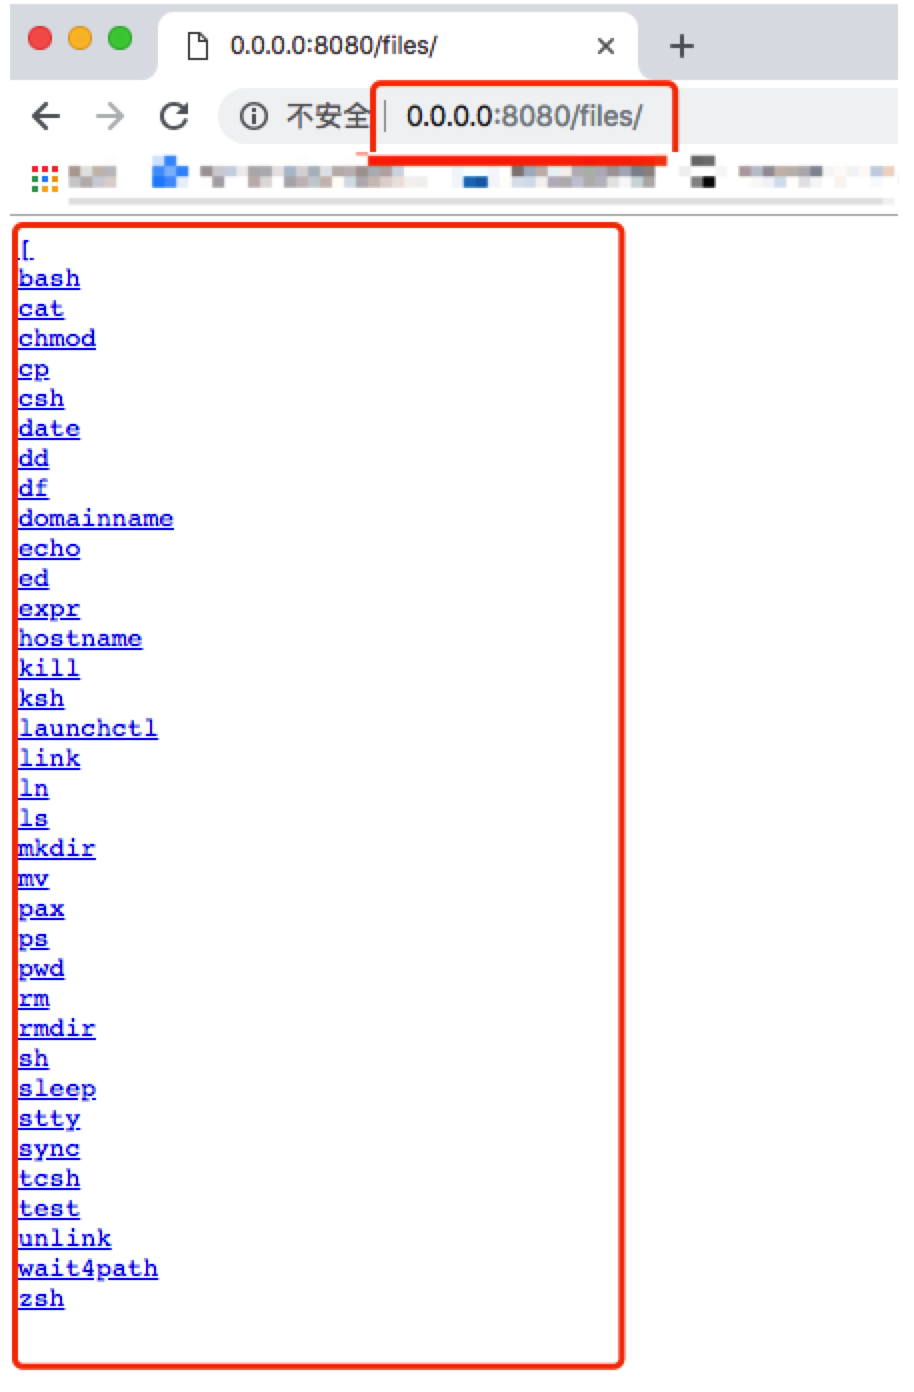 0.0.0.0:8080/files/
不安全 0.0.0.0:8080/files/
[
bash
cat
chmod
cp
csh
date
dd
df
domainname
echo
ed
expr
hostname
kill
ksh
launchctl
link
ln
ls
mkdir
mv
pax
ps
pwd
rm
rmdir
sh
sleep
stty
sync
tcsh
test
unlink
wait4path
zsh